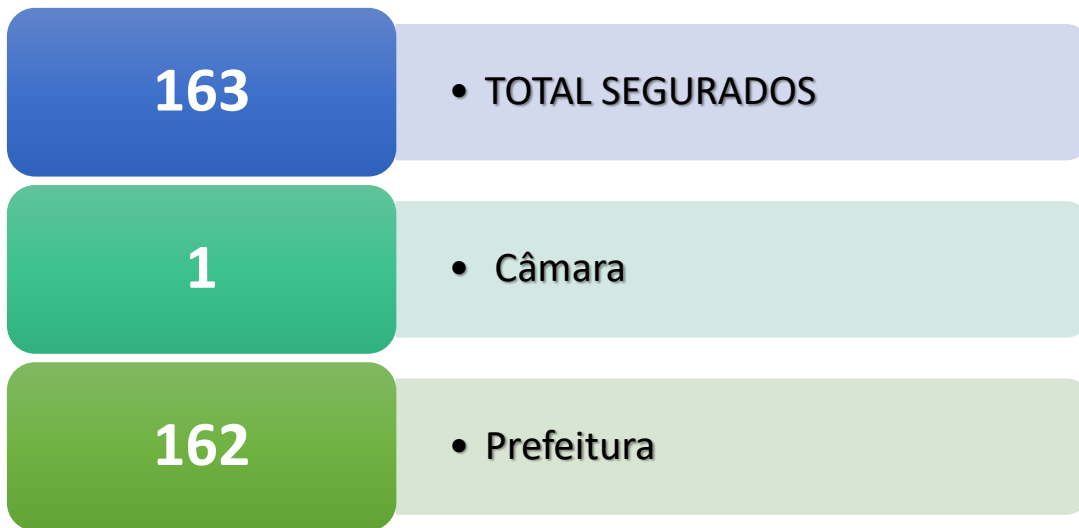 163
• TOTAL SEGURADOS
1
• Câmara
162
• Prefeitura